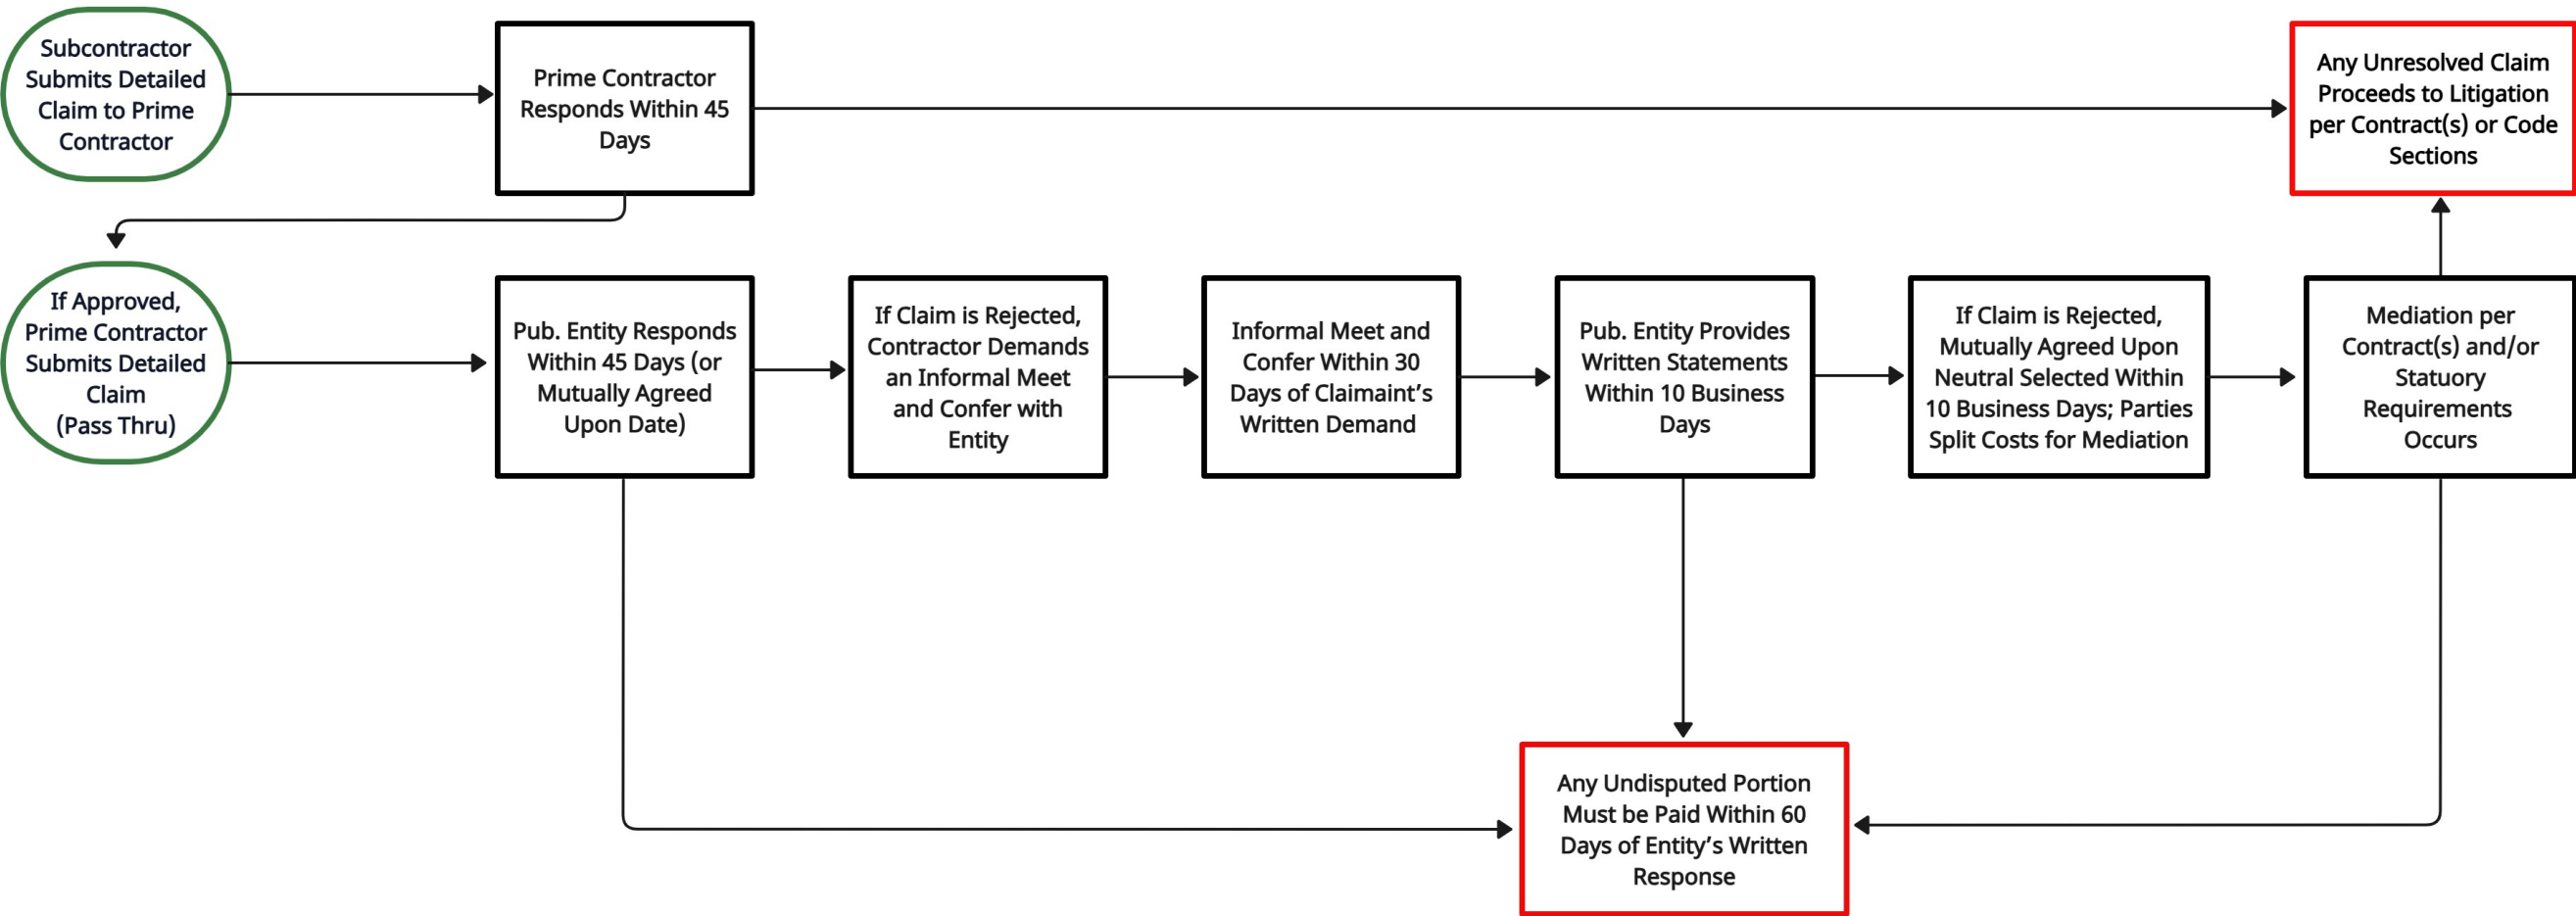 Subcontractor
Submits Detailed
Claim to Prime
Contractor
Prime Contractor
Responds Within 45
Days
Any Unresolved Claim
Proceeds to Litigation
per Contract(s) or Code
Sections
If Approved,
Prime Contractor
Submits Detailed
Claim
(Pass Thru)
Pub. Entity Responds
Within 45 Days (or
Mutually Agreed
Upon Date)
If Claim is Rejected,
Contractor Demands
an Informal Meet
and Confer with
Entity
Informal Meet and
Confer Within 30
Days of Claimaint’s
Written Demand
Pub. Entity Provides
Written Statements
Within 10 Business
Days
If Claim is Rejected,
Mutually Agreed Upon
Neutral Selected Within
10 Business Days; Parties
Split Costs for Mediation
Mediation per
Contract(s) and/or
Statuory
Requirements
Occurs
Any Undisputed Portion
Must be Paid Within 60
Days of Entity’s Written
Response